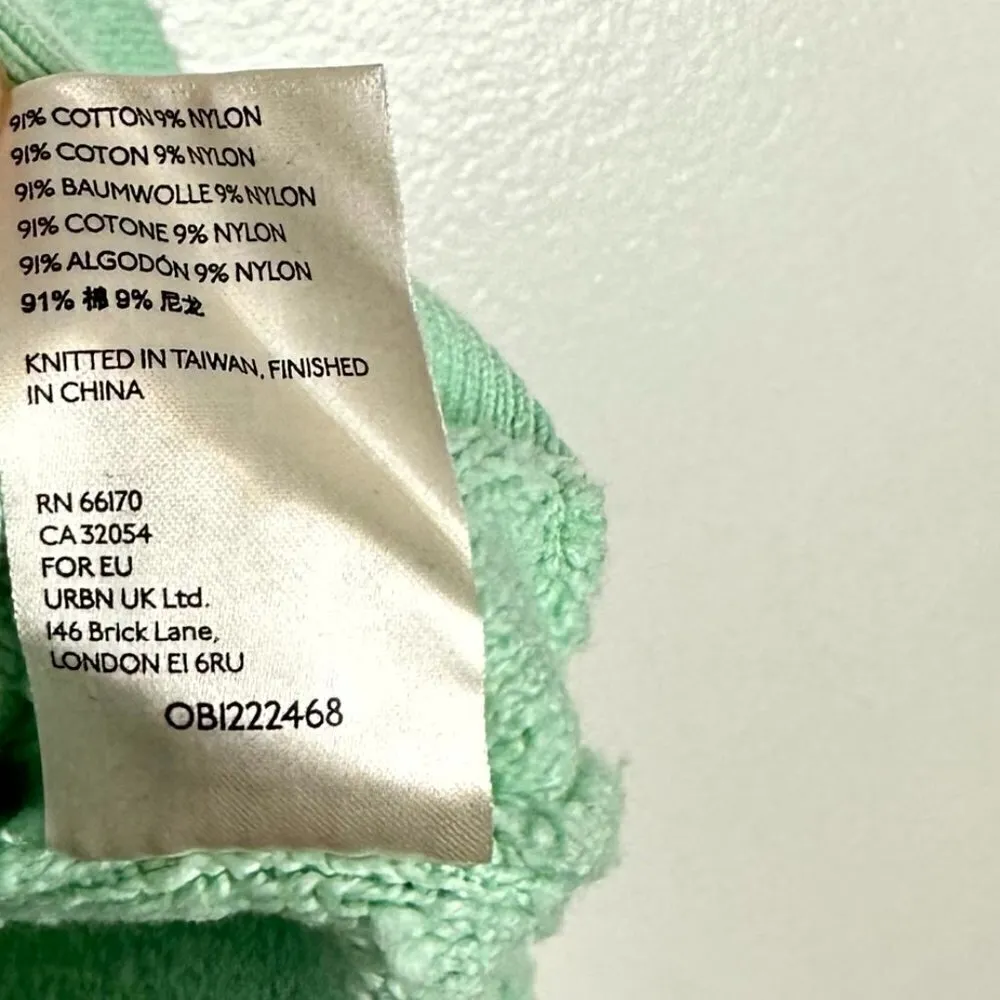 91% COTTON 9% NYLON
91% COTON 9% NYLON
91% BAUMWOLLE 9% NYLON
91% COTONE 9% NYLON
91% ALGODÓN 9% NYLON
91% 棉 9% 尼龙
KNITTED IN TAIWAN, FINISHED
IN CHINA
RN 66170
CA 32054
FOR EU
URBN UK Ltd.
146 Brick Lane,
LONDON E1 6RU
OB1222468